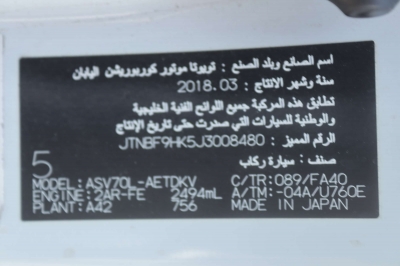 اسم الصانع وبلد الصنع : تويوتا موتور كوربوريشن اليابان
سنة وشهر الانتاج : 2018.03
تطابق هذه المركبة جميع اللوائح الفنية الخليجية
والوطنية للسيارات التي صدرت حتى تاريخ الإنتاج
الرقم المميز : JTNBF9HK5J3008480
صنف : سيارة ركاب
5
MODEL: ASV70L-AETDKV C/TR: 089/FA40
ENGINE: 2AR-FE 2494mL A/TM: -04A/U760E
PLANT: A42 756 MADE IN JAPAN